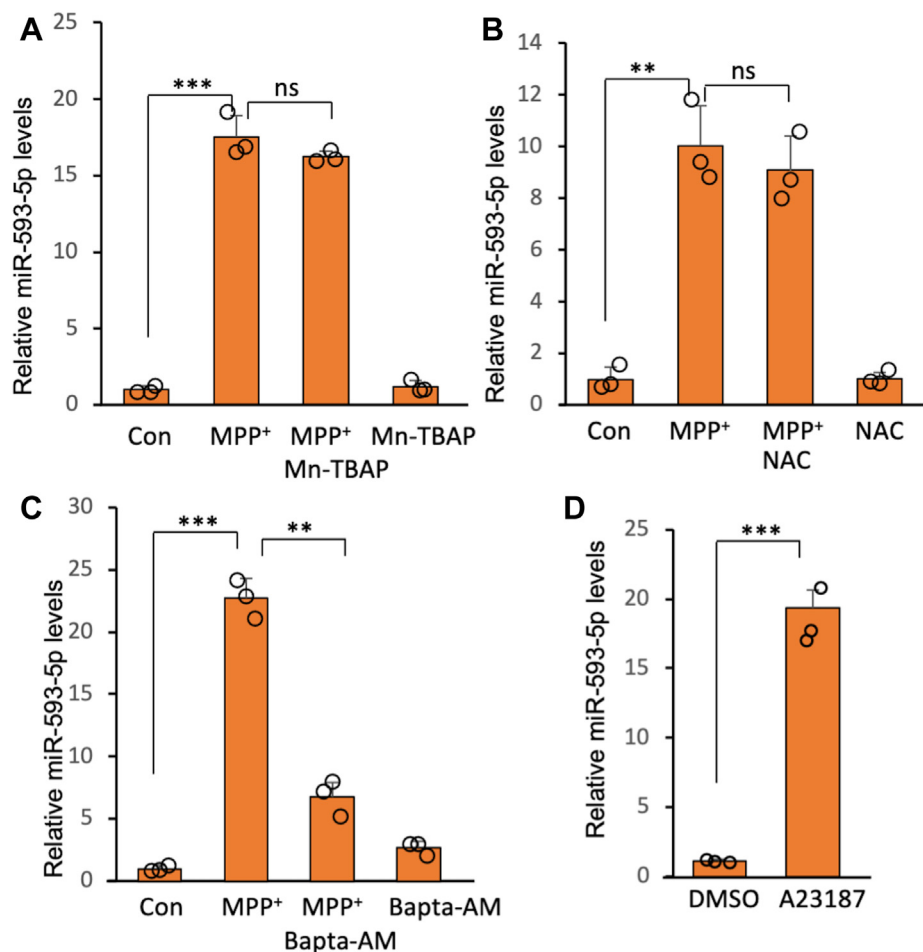 A
Relative miR-593-5p levels
25
20
15
10
5
0
***
ns
Con
MPP⁺
MPP⁺
Mn-TBAP
Mn-TBAP
B
Relative miR-593-5p levels
14
12
10
8
6
4
2
0
**
ns
Con
MPP⁺
MPP⁺
NAC
NAC
C
Relative miR-593-5p levels
30
25
20
15
10
5
0
***
**
Con
MPP⁺
MPP⁺
Bapta-AM
Bapta-AM
D
Relative miR-593-5p levels
25
20
15
10
5
0
***
DMSO
A23187